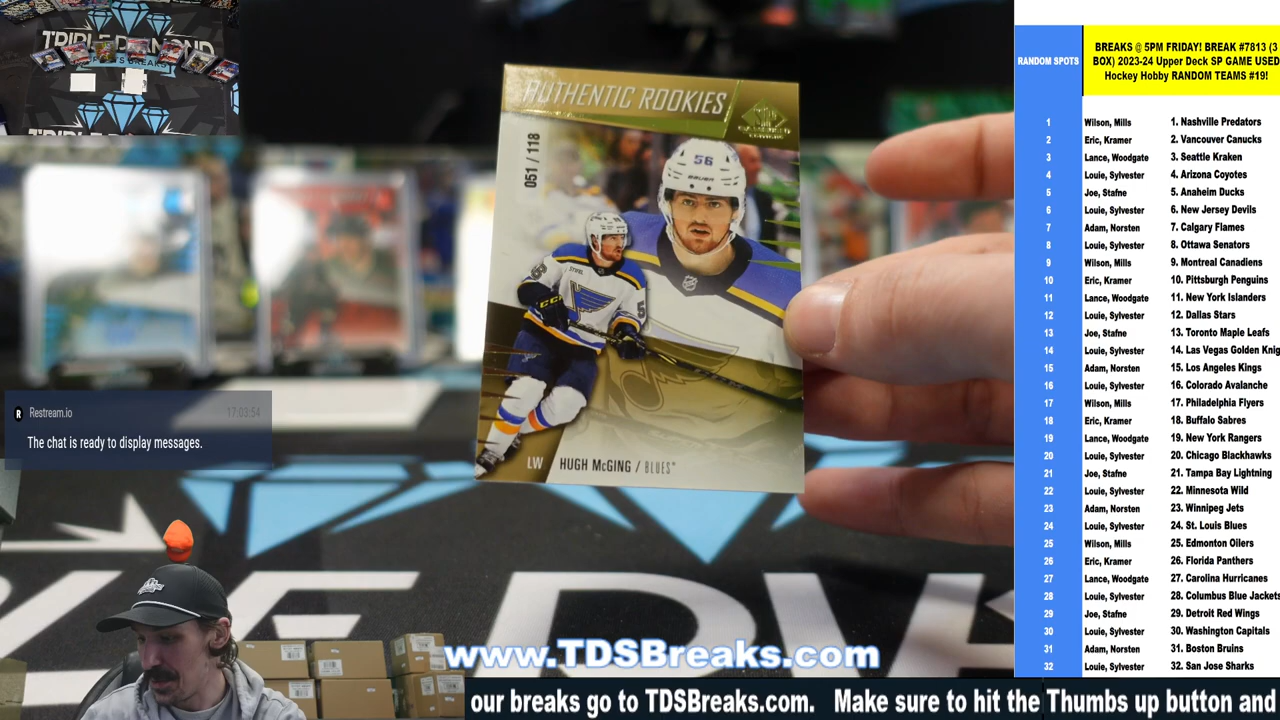 TRIPLE DIAMOND
SPORTS BREAKS
RANDOM SPOTS
BREAKS @ 5PM FRIDAY! BREAK #7813 (3
BOX) 2023-24 Upper Deck SP GAME USED
Hockey Hobby RANDOM TEAMS #19!
1 Wilson, Mills 1. Nashville Predators
2 Eric, Kramer 2. Vancouver Canucks
3 Lance, Woodgate 3. Seattle Kraken
4 Louie, Sylvester 4. Arizona Coyotes
5 Joe, Stafne 5. Anaheim Ducks
6 Louie, Sylvester 6. New Jersey Devils
7 Adam, Norsten 7. Calgary Flames
8 Louie, Sylvester 8. Ottawa Senators
9 Wilson, Mills 9. Montreal Canadiens
10 Eric, Kramer 10. Pittsburgh Penguins
11 Lance, Woodgate 11. New York Islanders
12 Louie, Sylvester 12. Dallas Stars
13 Joe, Stafne 13. Toronto Maple Leafs
14 Louie, Sylvester 14. Las Vegas Golden Knig
15 Adam, Norsten 15. Los Angeles Kings
16 Louie, Sylvester 16. Colorado Avalanche
17 Wilson, Mills 17. Philadelphia Flyers
18 Eric, Kramer 18. Buffalo Sabres
19 Lance, Woodgate 19. New York Rangers
20 Louie, Sylvester 20. Chicago Blackhawks
21 Joe, Stafne 21. Tampa Bay Lightning
22 Louie, Sylvester 22. Minnesota Wild
23 Adam, Norsten 23. Winnipeg Jets
24 Louie, Sylvester 24. St. Louis Blues
25 Wilson, Mills 25. Edmonton Oilers
26 Eric, Kramer 26. Florida Panthers
27 Lance, Woodgate 27. Carolina Hurricanes
28 Louie, Sylvester 28. Columbus Blue Jackets
29 Joe, Stafne 29. Detroit Red Wings
30 Louie, Sylvester 30. Washington Capitals
31 Adam, Norsten 31. Boston Bruins
32 Louie, Sylvester 32. San Jose Sharks
AUTHENTIC ROOKIES
051 / 118
56
BAUER
CCM
LW HUGH McGING / BLUES
Restream.io 17:03:54
The chat is ready to display messages.
www.TDSBreaks.com
our breaks go to TDSBreaks.com. Make sure to hit the Thumbs up button and